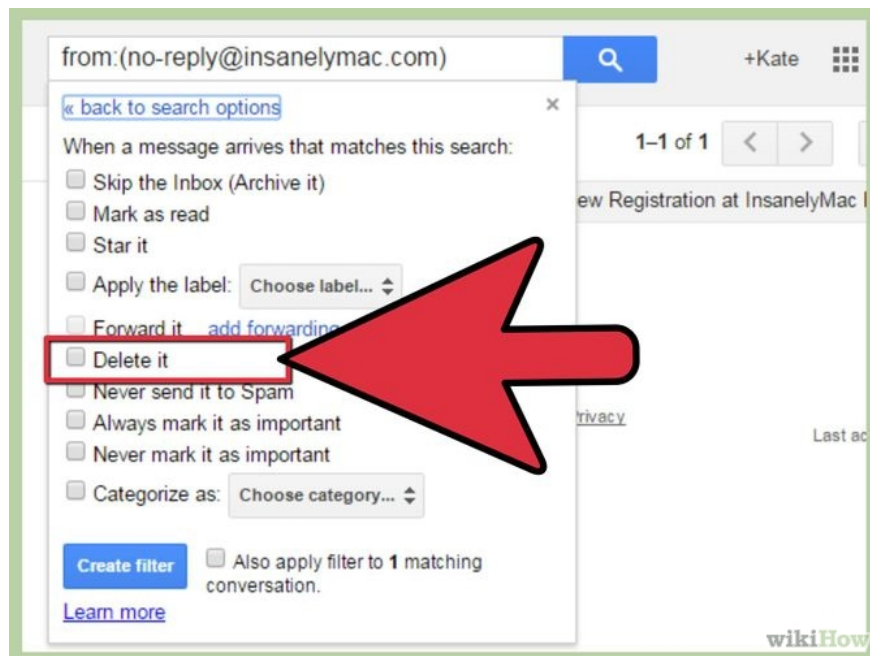 from:(no-reply@insanelymac.com)
+Kate
« back to search options
×
1–1 of 1
When a message arrives that matches this search:
Skip the Inbox (Archive it)
ew Registration at InsanelyMac
Mark as read
Star it
Apply the label: Choose label...
Forward it add forwarding
Delete it
Never send it to Spam
Always mark it as important
rivacy
Last ac
Never mark it as important
Categorize as: Choose category...
Create filter
Also apply filter to 1 matching
conversation.
Learn more
wikiHow